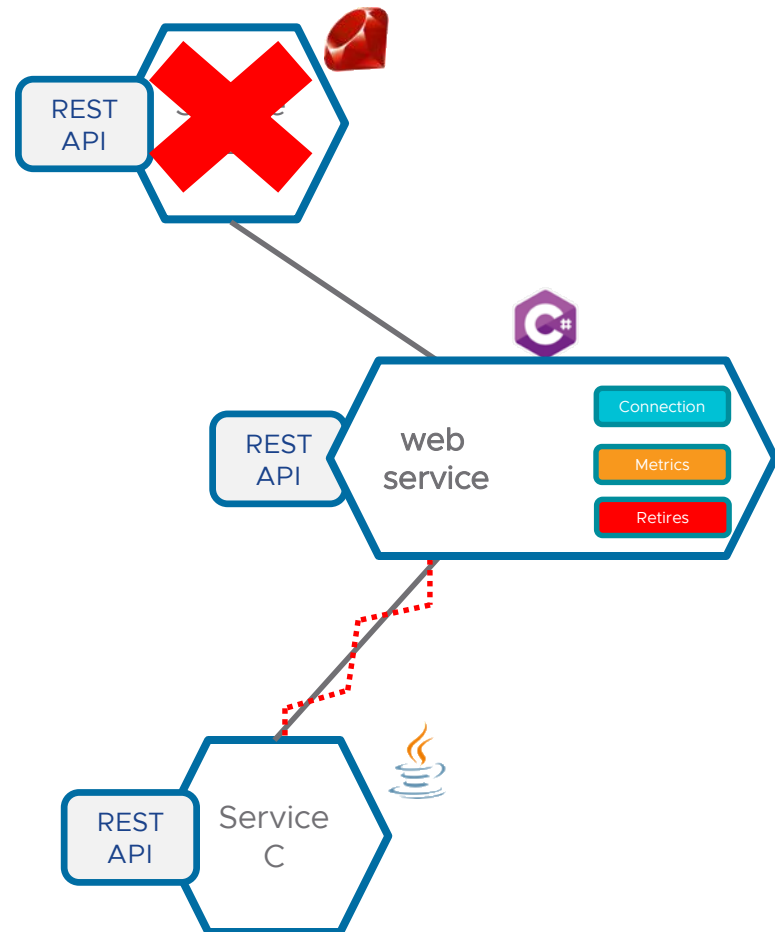 REST
API
C#
web
service
Connection
REST
API
Metrics
Retires
Service
C
REST
API